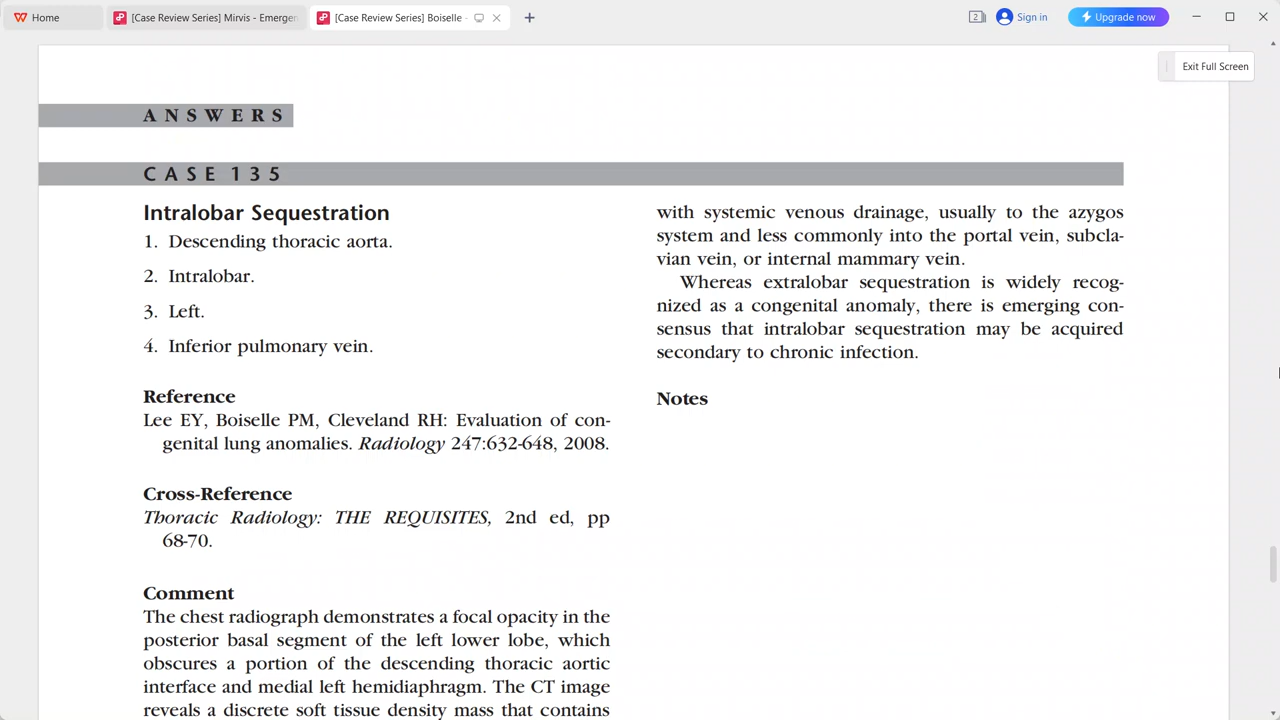 Home
[Case Review Series] Mirvis - Emergen
[Case Review Series] Boiselle -
2
Sign in
Upgrade now
Exit Full Screen
ANSWERS
CASE 135
Intralobar Sequestration
1. Descending thoracic aorta.
2. Intralobar.
3. Left.
4. Inferior pulmonary vein.
Reference
Lee EY, Boiselle PM, Cleveland RH: Evaluation of con-
genital lung anomalies. Radiology 247:632-648, 2008.
Cross-Reference
Thoracic Radiology: THE REQUISITES, 2nd ed, pp
68-70.
Comment
The chest radiograph demonstrates a focal opacity in the
posterior basal segment of the left lower lobe, which
obscures a portion of the descending thoracic aortic
interface and medial left hemidiaphragm. The CT image
reveals a discrete soft tissue density mass that contains
with systemic venous drainage, usually to the azygos
system and less commonly into the portal vein, subcla-
vian vein, or internal mammary vein.
Whereas extralobar sequestration is widely recog-
nized as a congenital anomaly, there is emerging con-
sensus that intralobar sequestration may be acquired
secondary to chronic infection.
Notes